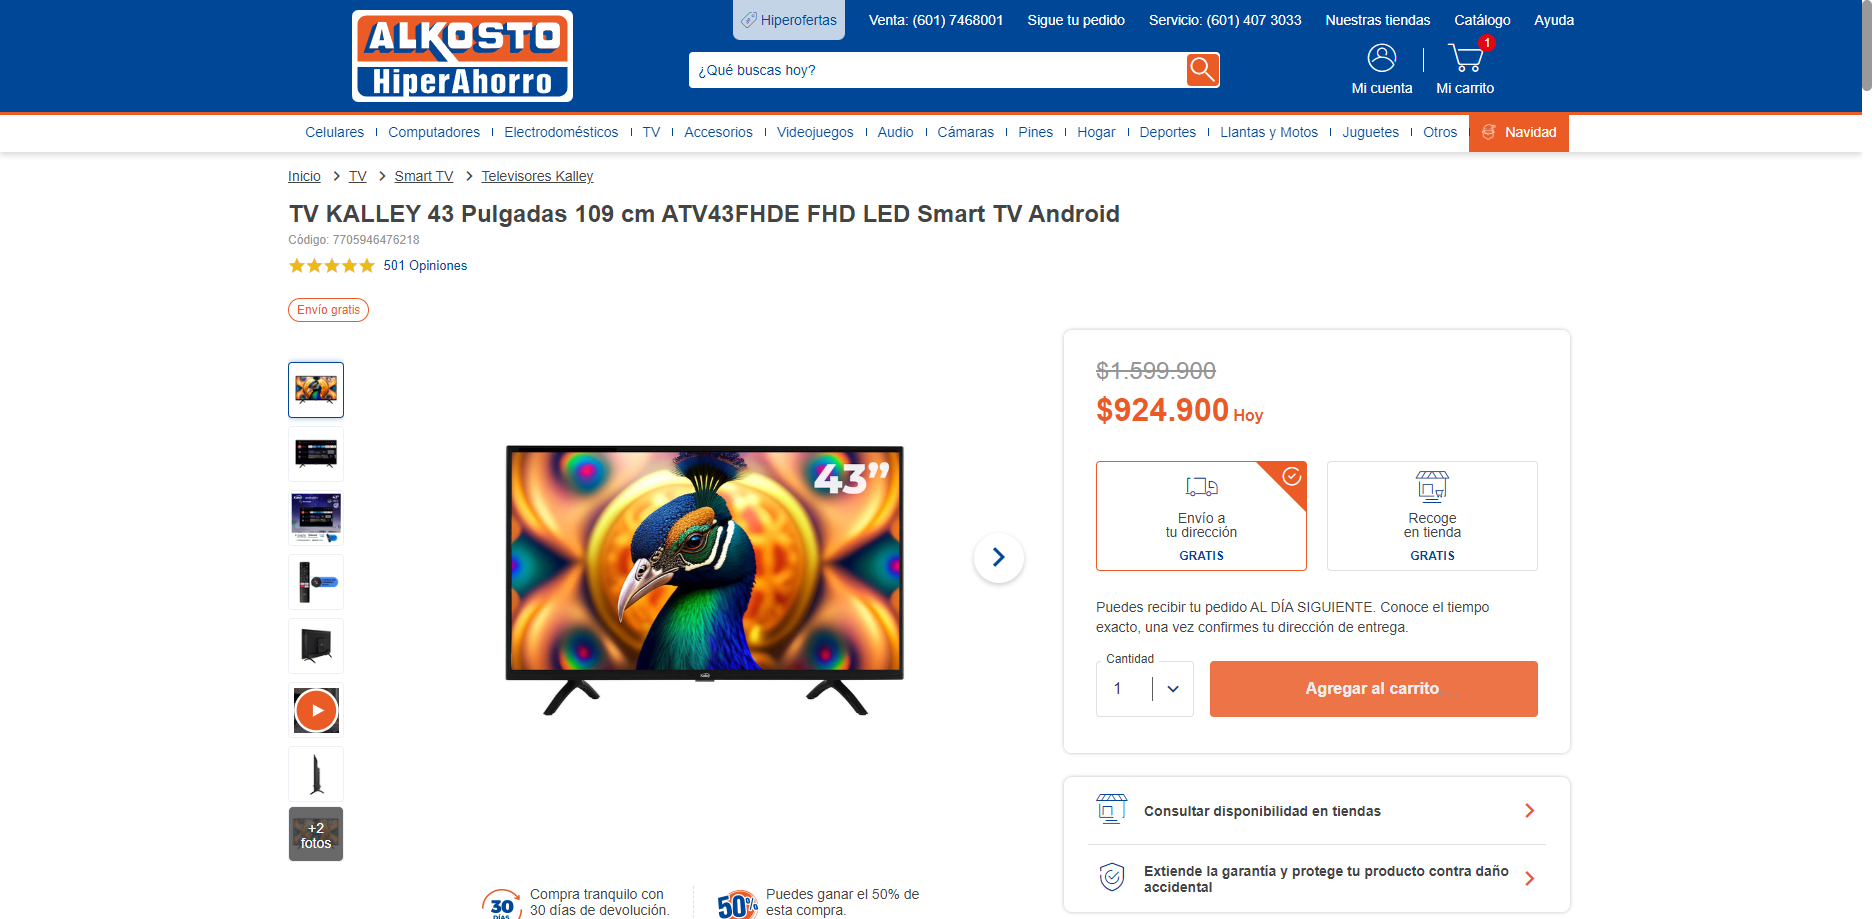 ALKOSTO
HiperAhorro
Hiperofertas
Venta: (601) 7468001
Sigue tu pedido
Servicio: (601) 407 3033
Nuestras tiendas
Catálogo
Ayuda
¿Qué buscas hoy?
1
Mi cuenta
Mi carrito
Celulares
Computadores
Electrodomésticos
TV
Accesorios
Videojuegos
Audio
Cámaras
Pines
Hogar
Deportes
Llantas y Motos
Juguetes
Otros
Navidad
Inicio
TV
Smart TV
Televisores Kalley
TV KALLEY 43 Pulgadas 109 cm ATV43FHDE FHD LED Smart TV Android
Código: 7705946476218
501 Opiniones
Envío gratis
+2
fotos
43”
$1.599.900
$924.900 Hoy
Envío a
tu dirección
GRATIS
Recoge
en tienda
GRATIS
Puedes recibir tu pedido AL DÍA SIGUIENTE. Conoce el tiempo
exacto, una vez confirmes tu dirección de entrega.
Cantidad
1
Agregar al carrito
Consultar disponibilidad en tiendas
Extiende la garantía y protege tu producto contra daño
accidental
30
DÍAS
Compra tranquilo con
30 días de devolución.
50%
Puedes ganar el 50% de
esta compra.